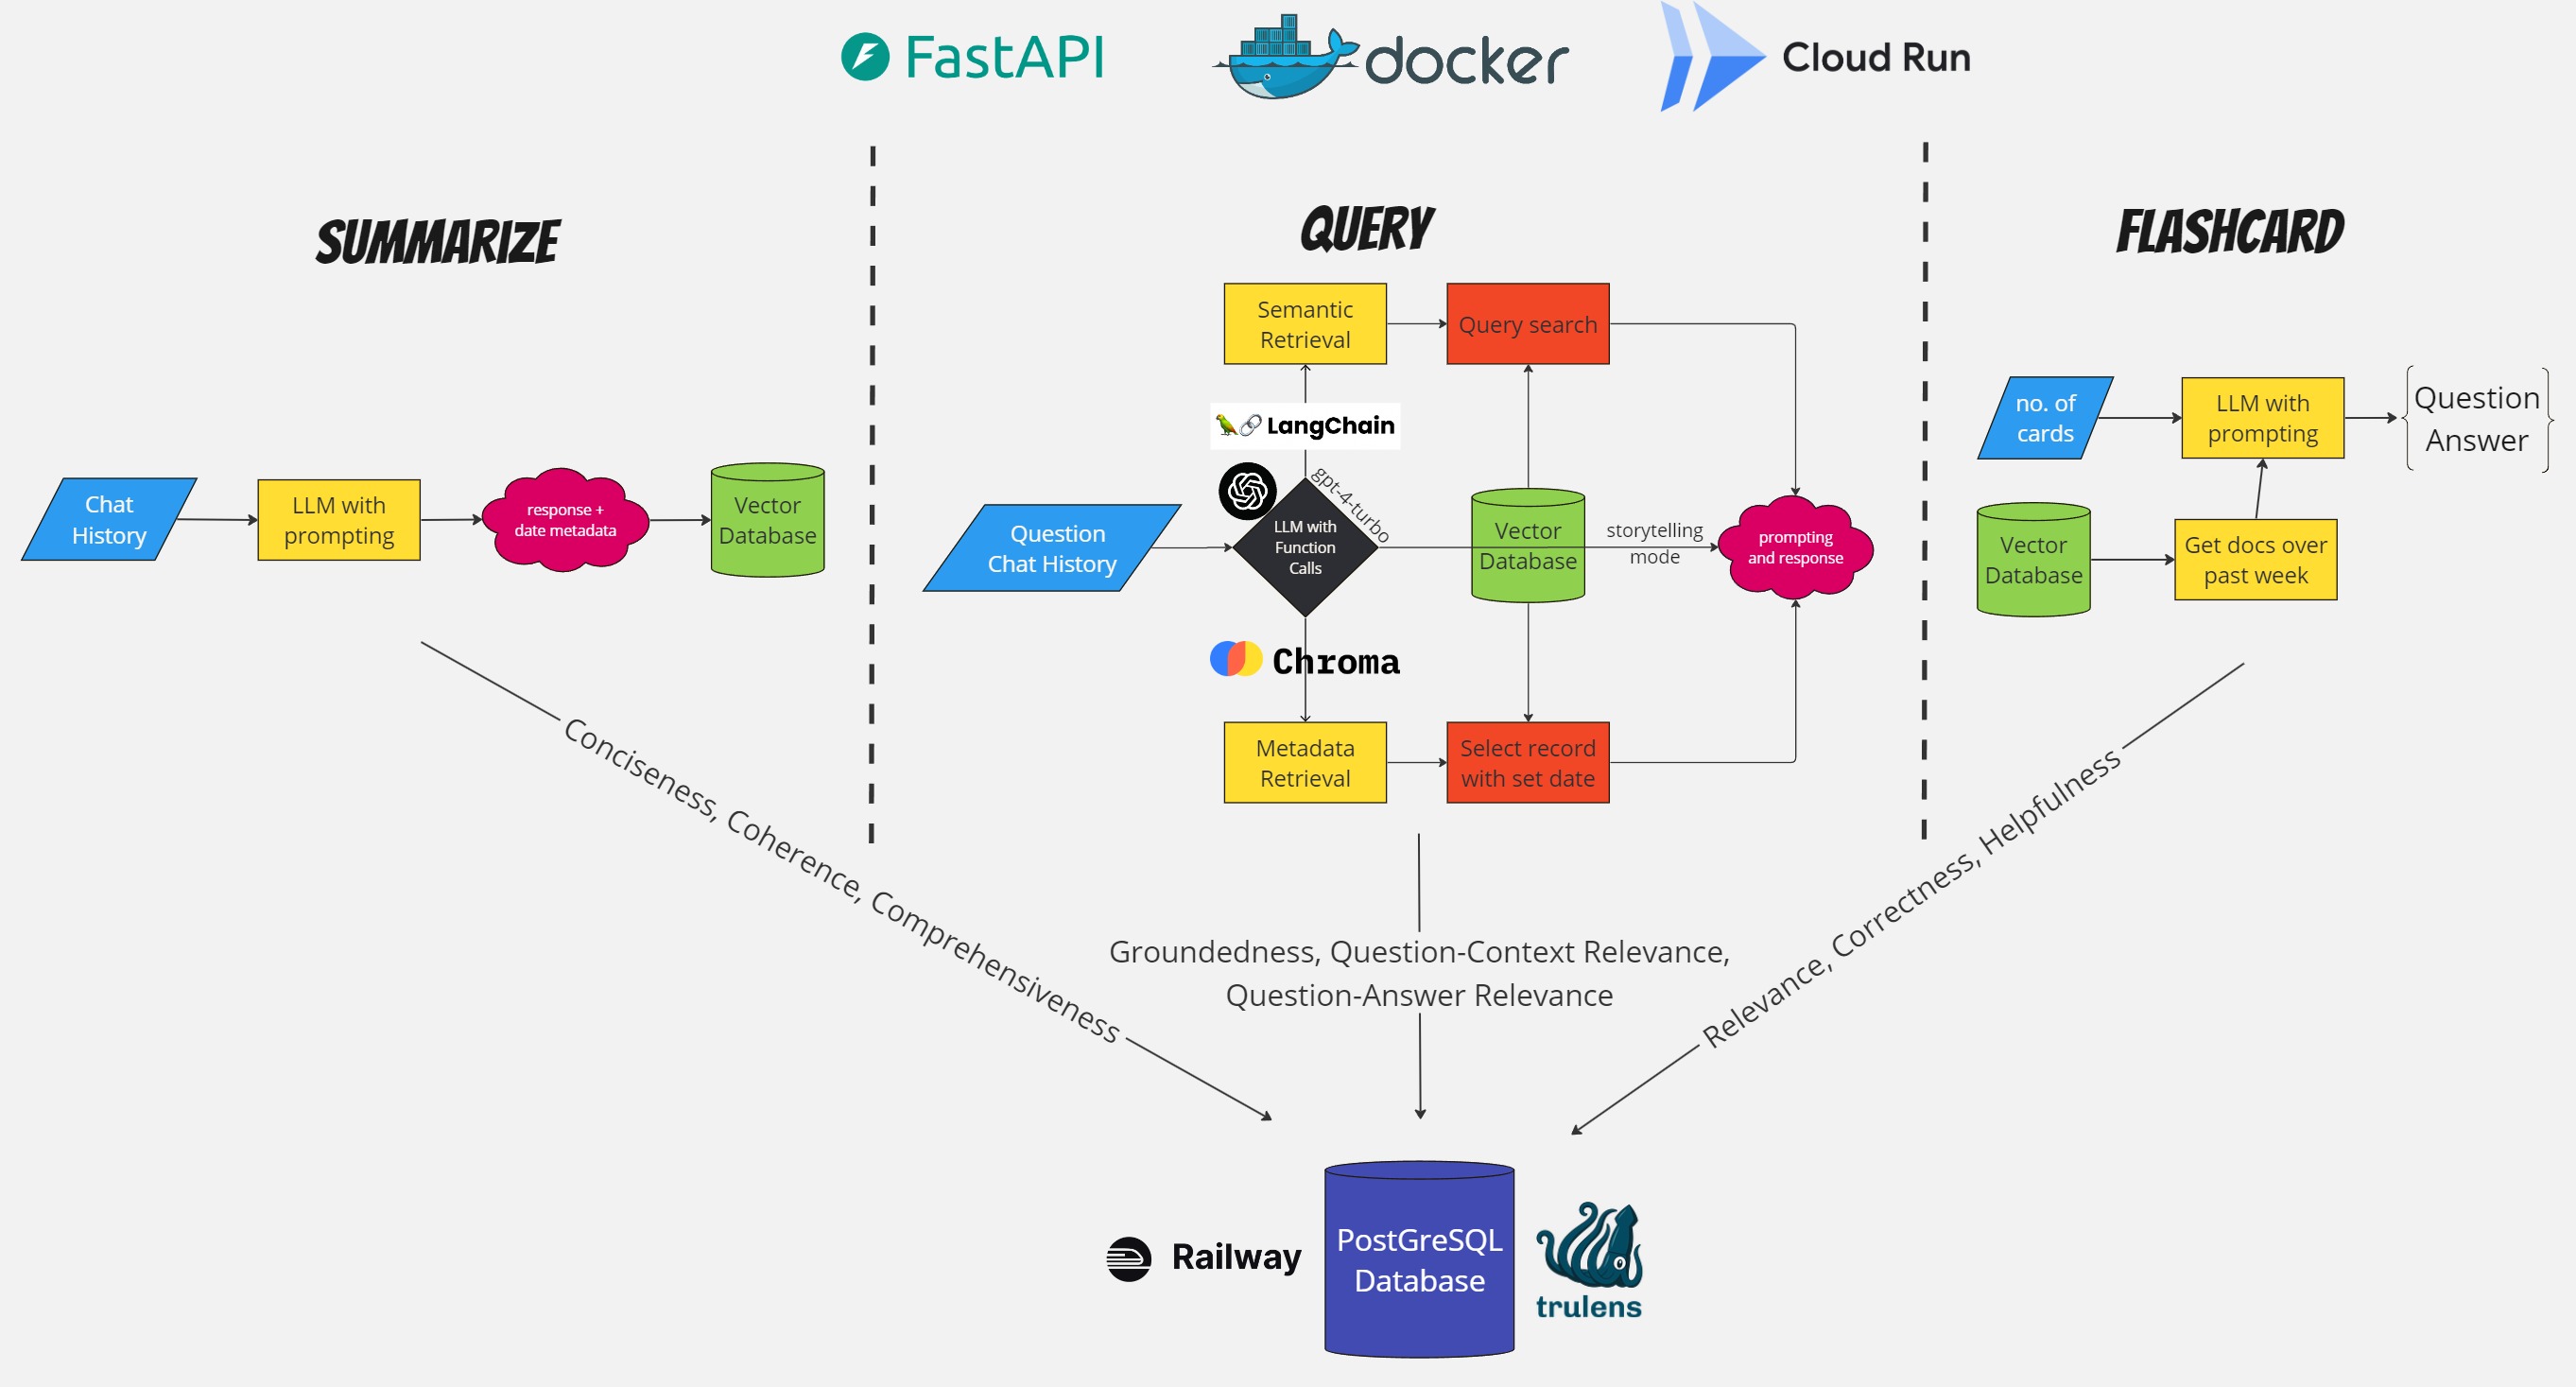 FastAPI
docker
Cloud Run
SUMMARIZE
Chat
History
LLM with
prompting
response +
date metadata
Vector
Database
QUERY
Semantic
Retrieval
Query search
LangChain
gpt-4-turbo
Question
Chat History
LLM with
Function
Calls
Vector
Database
storytelling
mode
prompting
and response
Chroma
Metadata
Retrieval
Select record
with set date
FLASHCARD
no. of
cards
LLM with
prompting
Question
Answer
Vector
Database
Get docs over
past week
Conciseness, Coherence, Comprehensiveness
Groundedness, Question-Context Relevance,
Question-Answer Relevance
Relevance, Correctness, Helpfulness
Railway
PostGreSQL
Database
trulens